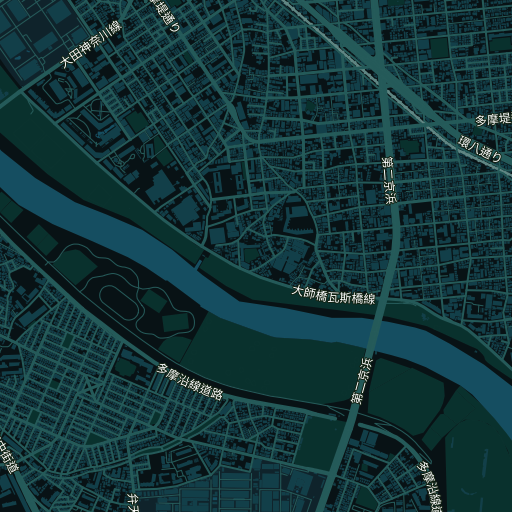 堤通り
大田神奈川線
多摩堤
環八通り
第二京浜
大師橋瓦斯橋線
第二京浜
多摩沿線道路
中街道
多摩沿線道
弁天